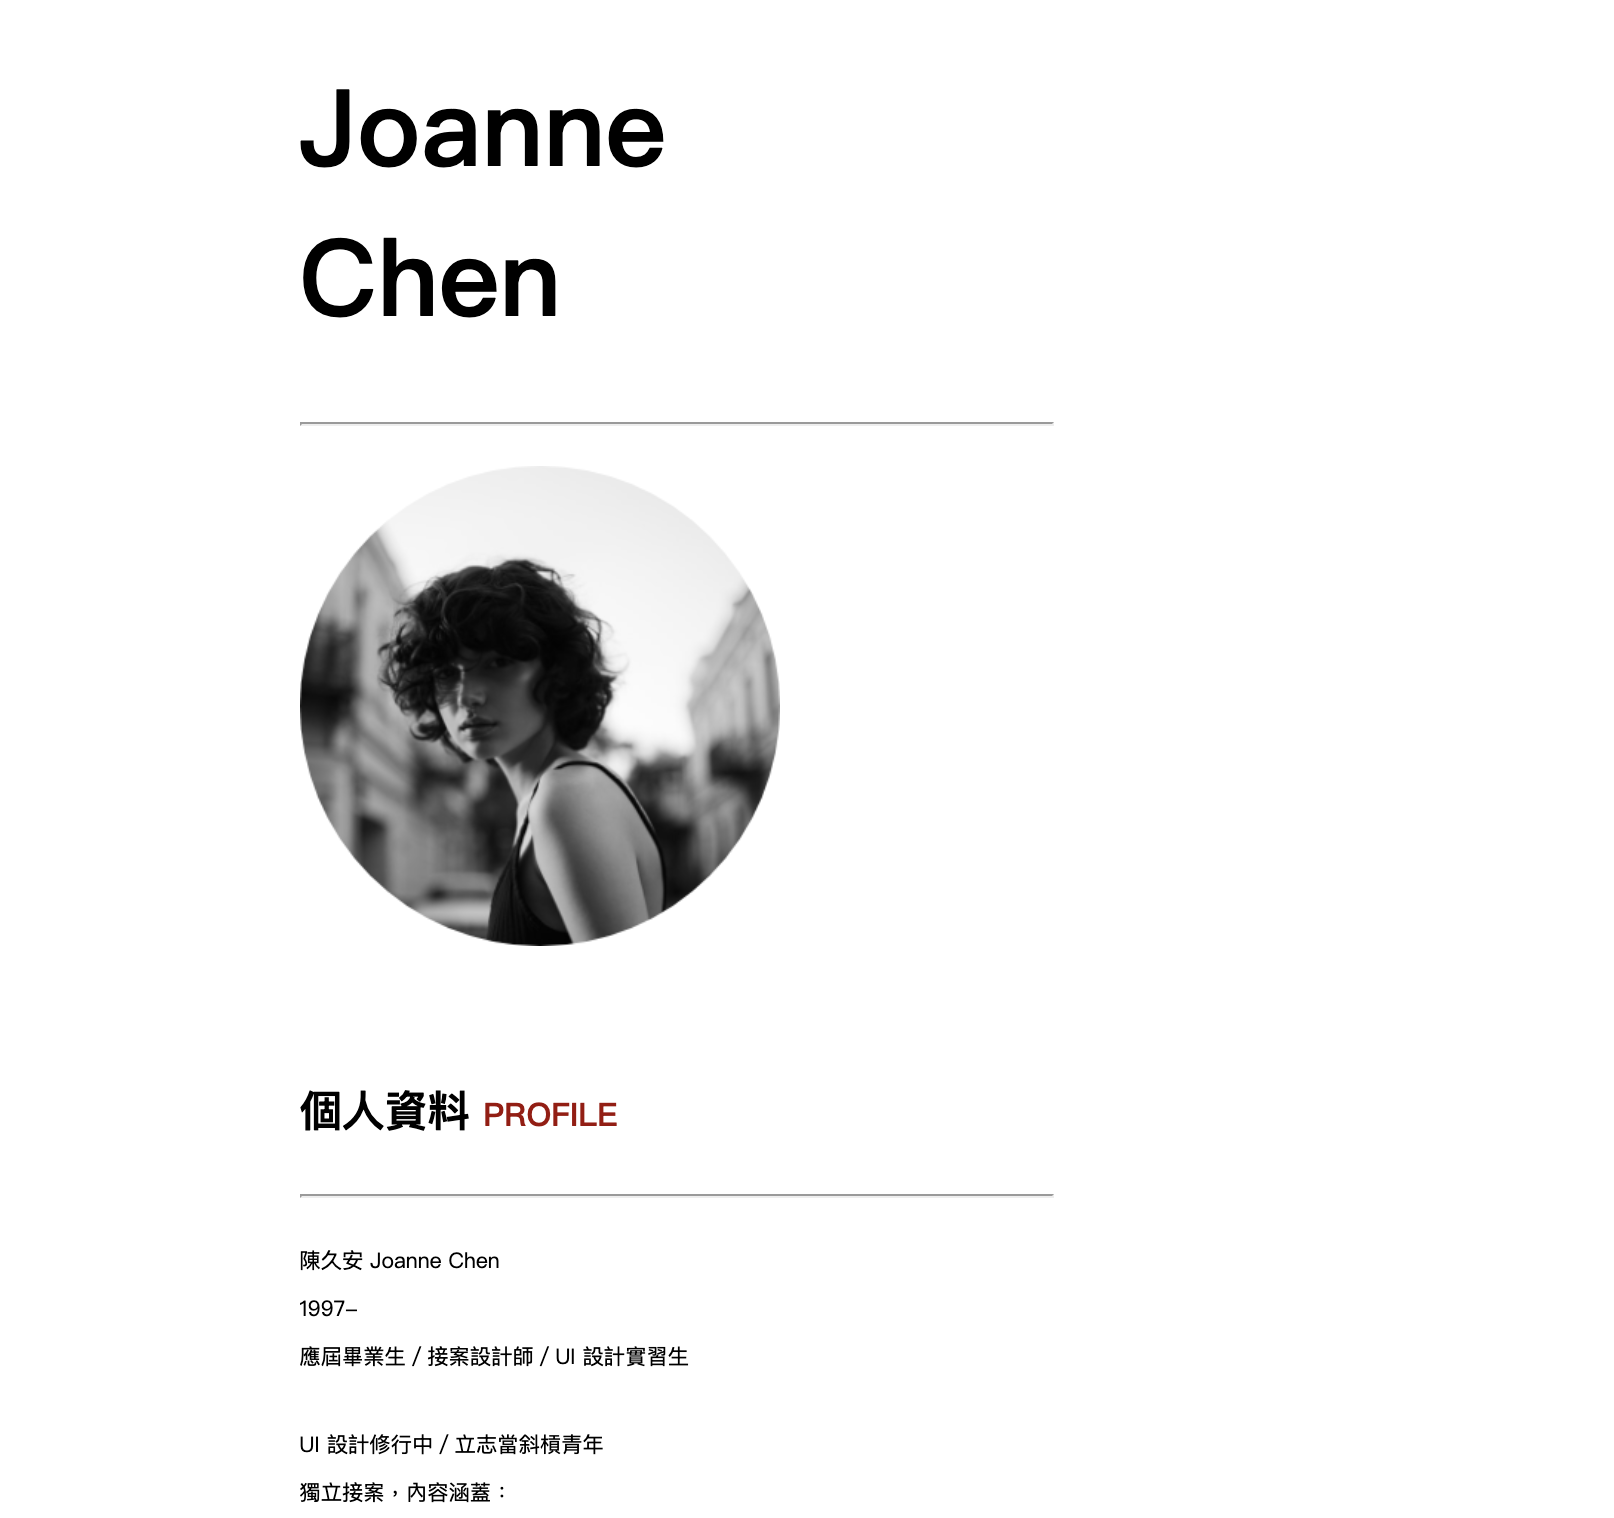 Joanne
Chen
個人資料 PROFILE
陳久安 Joanne Chen
1997–
應屆畢業生 / 接案設計師 / UI 設計實習生
UI 設計修行中 / 立志當斜槓青年
獨立接案，內容涵蓋：